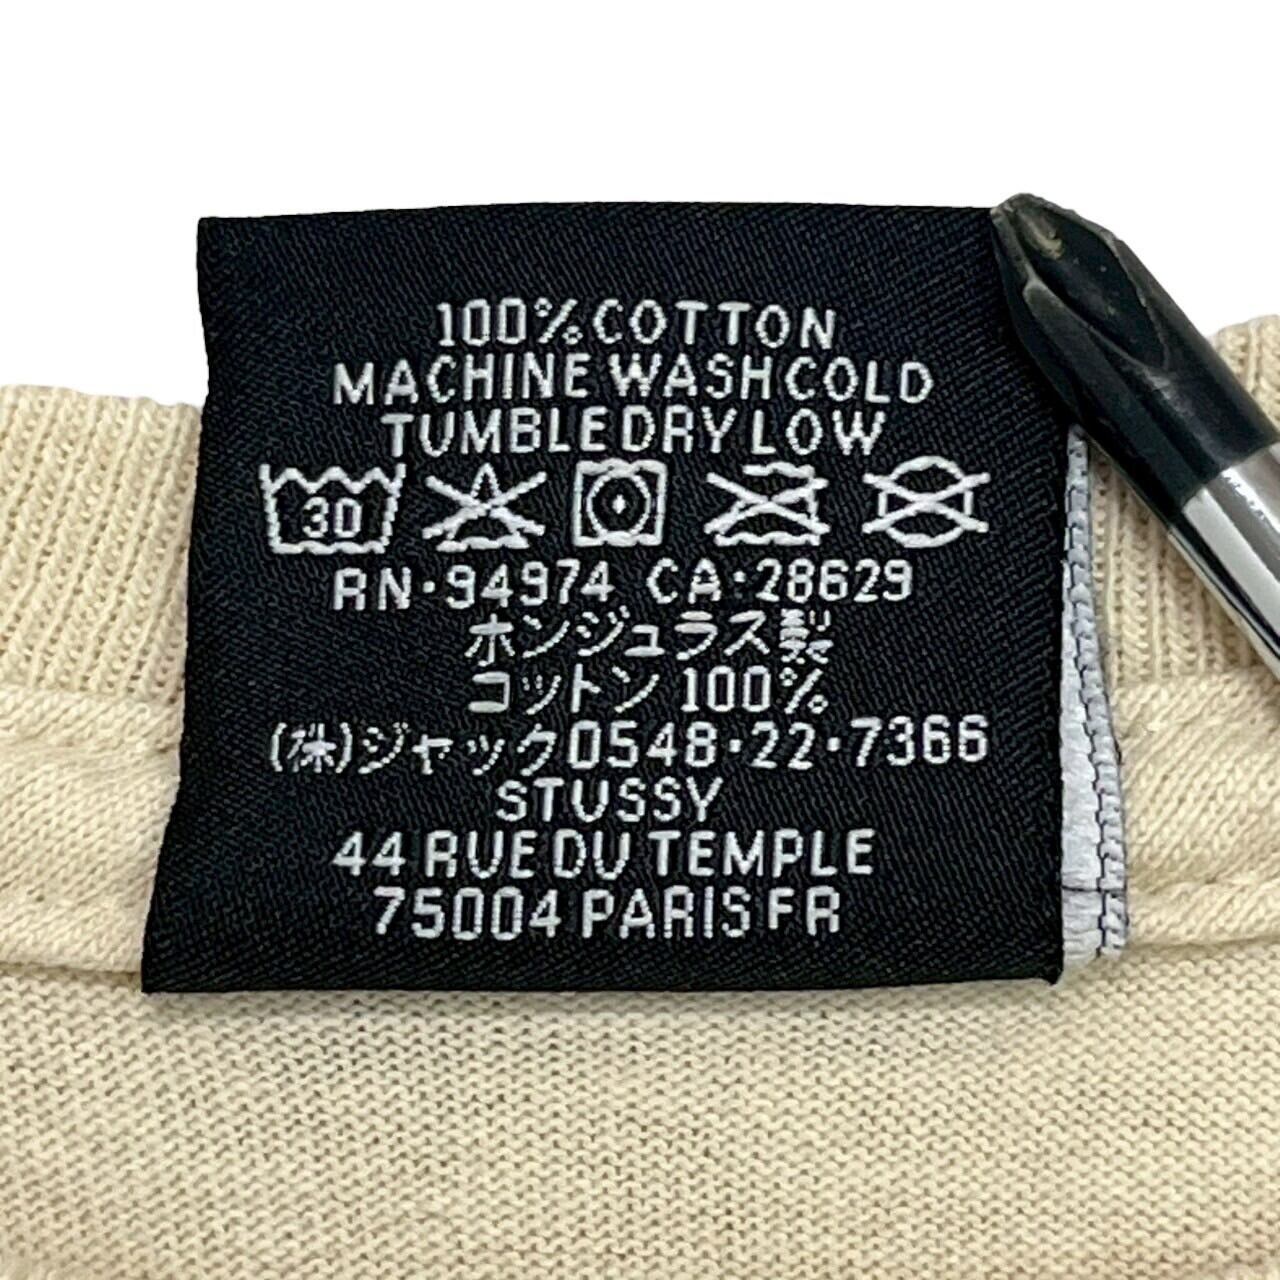 100% COTTON
MACHINE WASH COLD
TUMBLE DRY LOW
30
RN·94974 CA·28629
ホンジュラス製
コットン 100%
(株)ジャック0548·22·7366
STUSSY
44 RUE DU TEMPLE
75004 PARIS FR